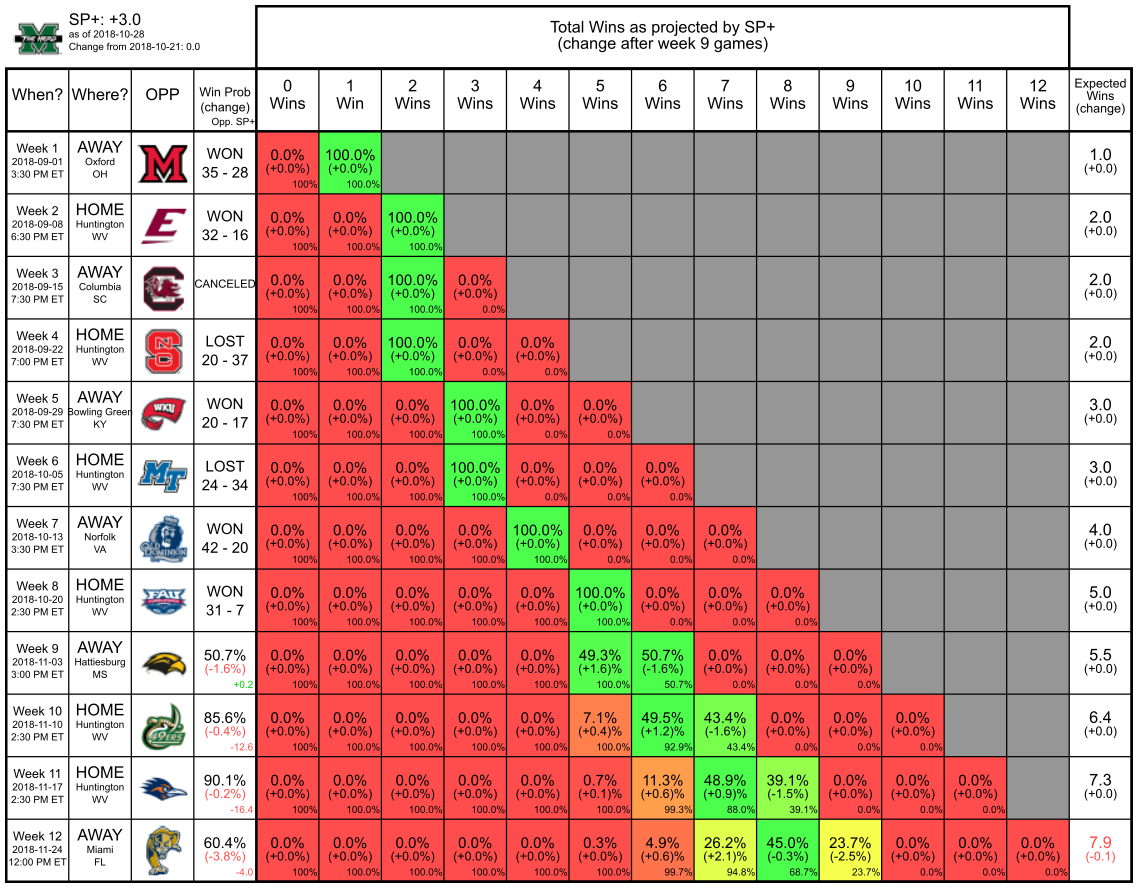 THE HERD
SP+: +3.0
as of 2018-10-28
Change from 2018-10-21: 0.0
Total Wins as projected by SP+
(change after week 9 games)
When? Where? OPP Win Prob (change) Opp. SP+ 0 Wins 1 Win 2 Wins 3 Wins 4 Wins 5 Wins 6 Wins 7 Wins 8 Wins 9 Wins 10 Wins 11 Wins 12 Wins Expected Wins (change)
Week 1 AWAY M WON 0.0% 100.0% 1.0
2018-09-01 Oxford (+0.0%) (+0.0%) (+0.0)
3:30 PM ET OH 35 - 28 100% 100.0%
Week 2 HOME E WON 0.0% 0.0% 100.0% 2.0
2018-09-08 Huntington (+0.0%) (+0.0%) (+0.0%) (+0.0)
6:30 PM ET WV 32 - 16 100% 100.0% 100.0%
Week 3 AWAY C CANCELED 0.0% 0.0% 100.0% 0.0% 2.0
2018-09-15 Columbia (+0.0%) (+0.0%) (+0.0%) (+0.0%) (+0.0)
7:30 PM ET SC 100% 100.0% 100.0% 0.0%
Week 4 HOME NCS LOST 0.0% 0.0% 100.0% 0.0% 0.0% 2.0
2018-09-22 Huntington (+0.0%) (+0.0%) (+0.0%) (+0.0%) (+0.0%) (+0.0)
7:00 PM ET WV 20 - 37 100% 100.0% 100.0% 0.0% 0.0%
Week 5 AWAY WKU WON 0.0% 0.0% 0.0% 100.0% 0.0% 0.0% 3.0
2018-09-29 Bowling Green (+0.0%) (+0.0%) (+0.0%) (+0.0%) (+0.0%) (+0.0%) (+0.0)
7:30 PM ET KY 20 - 17 100% 100.0% 100.0% 100.0% 0.0% 0.0%
Week 6 HOME MT LOST 0.0% 0.0% 0.0% 100.0% 0.0% 0.0% 0.0% 3.0
2018-10-05 Huntington (+0.0%) (+0.0%) (+0.0%) (+0.0%) (+0.0%) (+0.0%) (+0.0%) (+0.0)
7:30 PM ET WV 24 - 34 100% 100.0% 100.0% 100.0% 0.0% 0.0% 0.0%
Week 7 AWAY OLD DOMINION WON 0.0% 0.0% 0.0% 0.0% 100.0% 0.0% 0.0% 0.0% 4.0
2018-10-13 Norfolk (+0.0%) (+0.0%) (+0.0%) (+0.0%) (+0.0%) (+0.0%) (+0.0%) (+0.0%) (+0.0)
3:30 PM ET VA 42 - 20 100% 100.0% 100.0% 100.0% 100.0% 0.0% 0.0% 0.0%
Week 8 HOME FAU WON 0.0% 0.0% 0.0% 0.0% 0.0% 100.0% 0.0% 0.0% 0.0% 5.0
2018-10-20 Huntington (+0.0%) (+0.0%) (+0.0%) (+0.0%) (+0.0%) (+0.0%) (+0.0%) (+0.0%) (+0.0%) (+0.0)
2:30 PM ET WV 31 - 7 100% 100.0% 100.0% 100.0% 100.0% 100.0% 0.0% 0.0% 0.0%
Week 9 AWAY 50.7% 0.0% 0.0% 0.0% 0.0% 0.0% 49.3% 50.7% 0.0% 0.0% 0.0% 5.5
2018-11-03 Hattiesburg (-1.6%) (+0.0%) (+0.0%) (+0.0%) (+0.0%) (+0.0%) (+1.6)% (-1.6%) (+0.0%) (+0.0%) (+0.0%) (+0.0)
3:00 PM ET MS +0.2 100% 100.0% 100.0% 100.0% 100.0% 100.0% 50.7% 0.0% 0.0% 0.0%
Week 10 HOME 49ERS 85.6% 0.0% 0.0% 0.0% 0.0% 0.0% 7.1% 49.5% 43.4% 0.0% 0.0% 0.0% 6.4
2018-11-10 Huntington (-0.4%) (+0.0%) (+0.0%) (+0.0%) (+0.0%) (+0.0%) (+0.4)% (+1.2)% (-1.6%) (+0.0%) (+0.0%) (+0.0%) (+0.0)
2:30 PM ET WV -12.6 100% 100.0% 100.0% 100.0% 100.0% 100.0% 92.9% 43.4% 0.0% 0.0% 0.0%
Week 11 HOME 90.1% 0.0% 0.0% 0.0% 0.0% 0.0% 0.7% 11.3% 48.9% 39.1% 0.0% 0.0% 0.0% 7.3
2018-11-17 Huntington (-0.2%) (+0.0%) (+0.0%) (+0.0%) (+0.0%) (+0.0%) (+0.1)% (+0.6)% (+0.9)% (-1.5%) (+0.0%) (+0.0%) (+0.0%) (+0.0)
2:30 PM ET WV -16.4 100% 100.0% 100.0% 100.0% 100.0% 100.0% 99.3% 88.0% 39.1% 0.0% 0.0% 0.0%
Week 12 AWAY 60.4% 0.0% 0.0% 0.0% 0.0% 0.0% 0.3% 4.9% 26.2% 45.0% 23.7% 0.0% 0.0% 0.0% 7.9
2018-11-24 Miami (-3.8%) (+0.0%) (+0.0%) (+0.0%) (+0.0%) (+0.0%) (+0.0%) (+0.6)% (+2.1)% (-0.3%) (-2.5%) (+0.0%) (+0.0%) (+0.0%) (-0.1)
12:00 PM ET FL -4.0 100% 100.0% 100.0% 100.0% 100.0% 100.0% 99.7% 94.8% 68.7% 23.7% 0.0% 0.0% 0.0%